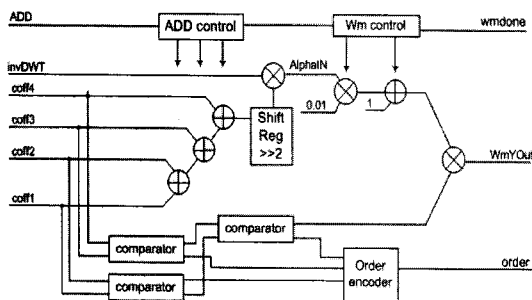 ADD
ADD control
Wm control
wmdone
invDWT
AlphaIN
coff4
0.01
1
Shift
Reg
>>2
coff3
coff2
WmYOut
coff1
comparator
comparator
comparator
Order
encoder
order